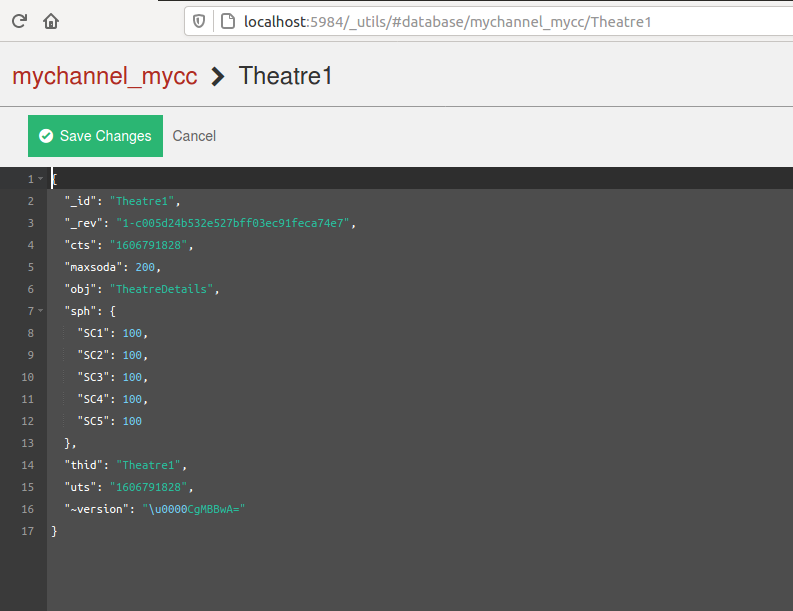 localhost:5984/_utils/#database/mychannel_mycc/Theatre1
mychannel_mycc > Theatre1
Save Changes Cancel
1 {
2 "_id": "Theatre1",
3 "_rev": "1-c005d24b532e527bff03ec91feca74e7",
4 "cts": "1606791828",
5 "maxsoda": 200,
6 "obj": "TheatreDetails",
7 "sph": {
8 "SC1": 100,
9 "SC2": 100,
10 "SC3": 100,
11 "SC4": 100,
12 "SC5": 100
13 },
14 "thid": "Theatre1",
15 "uts": "1606791828",
16 "~version": "\u0000CgMBBwA="
17 }